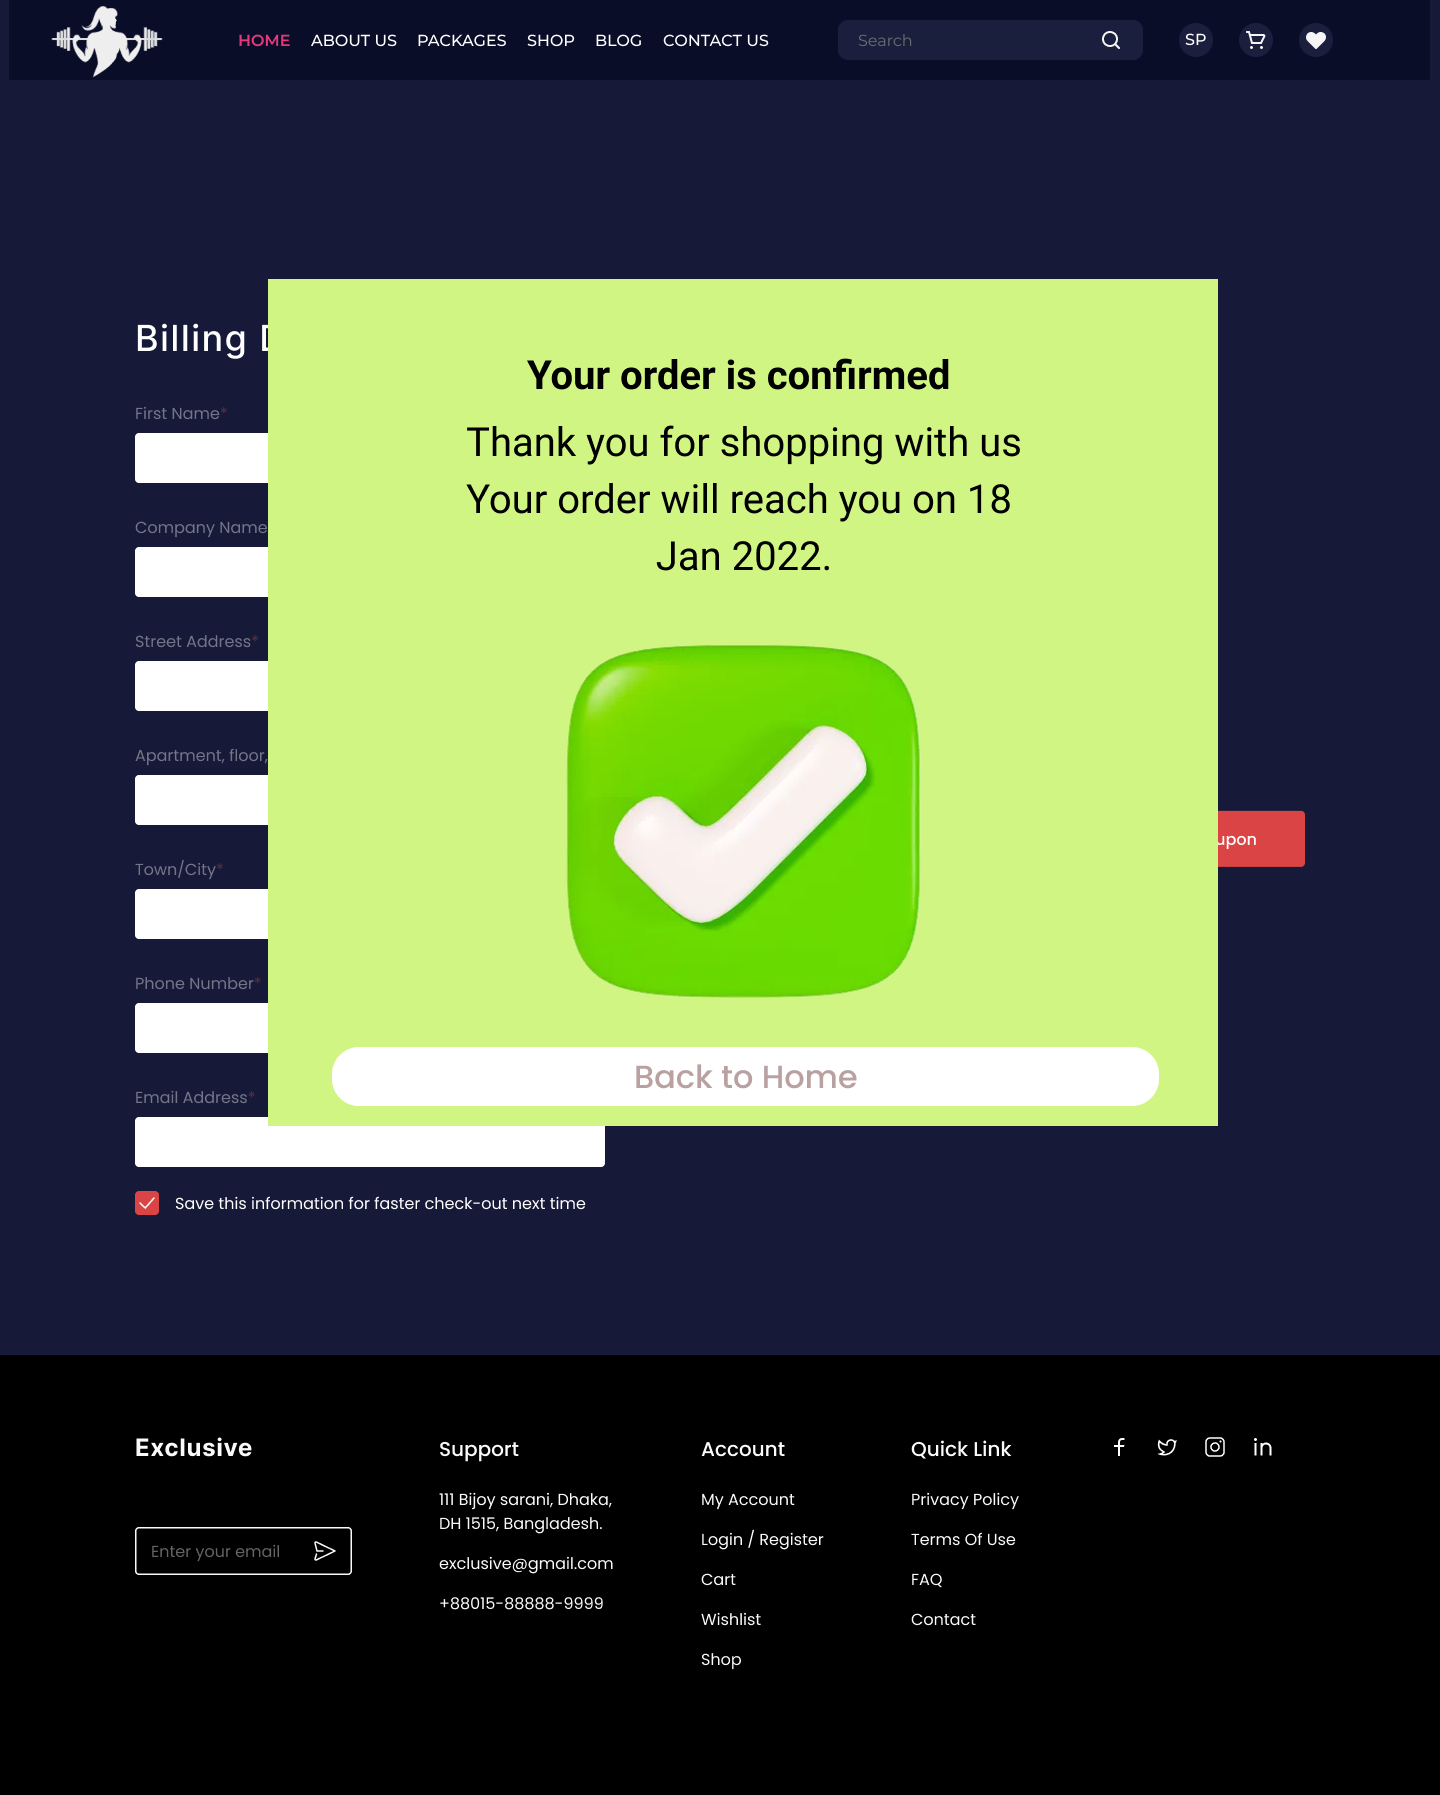 HOME ABOUT US PACKAGES SHOP BLOG CONTACT US Search SP
Billing
Your order is confirmed
Thank you for shopping with us
Your order will reach you on 18
Jan 2022.
First Name*
Company Name
Street Address*
Apartment, floor,
Town/City*
Phone Number*
Email Address*
upon
Back to Home
Save this information for faster check-out next time
Exclusive
Enter your email
Support
111 Bijoy sarani, Dhaka,
DH 1515, Bangladesh.
exclusive@gmail.com
+88015-88888-9999
Account
My Account
Login / Register
Cart
Wishlist
Shop
Quick Link
Privacy Policy
Terms Of Use
FAQ
Contact